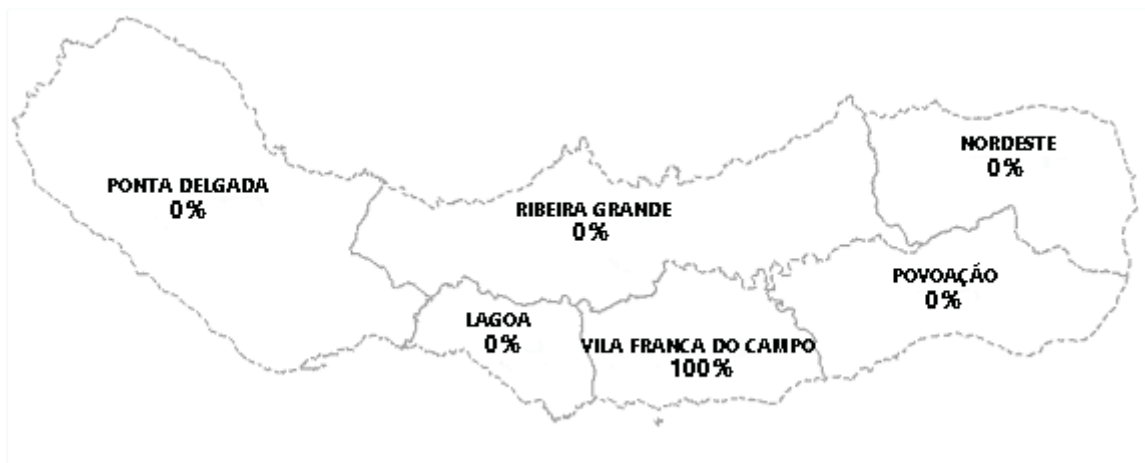 NORDESTE
0%
PONTA DELGADA
0%
RIBEIRA GRANDE
0%
POVOAÇÃO
0%
LAGOA
0%
VILA FRANCA DO CAMPO
100%